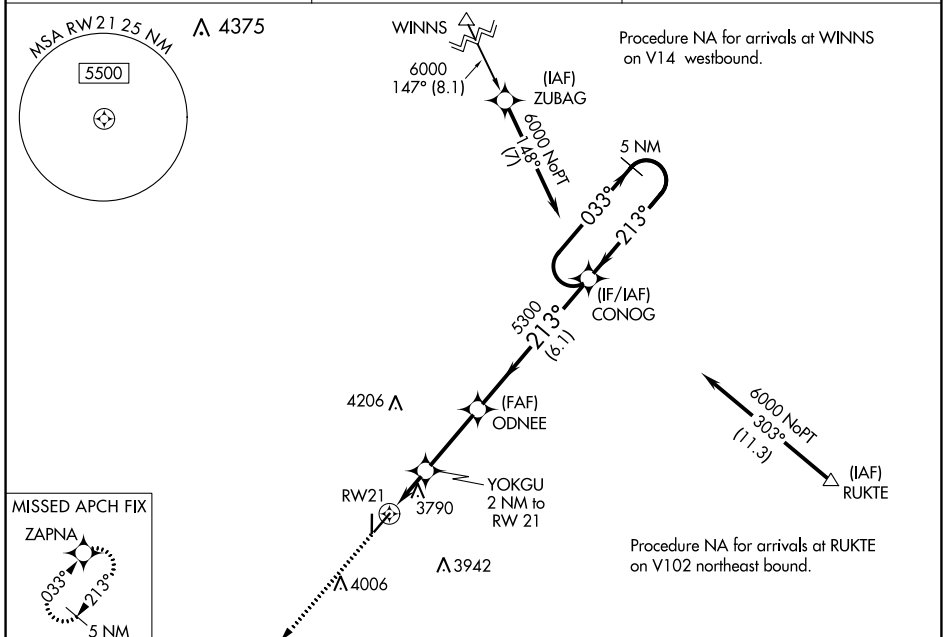 MSA RW21 25 NM
5500
4375
WINNS
6000
147° (8.1)
(IAF)
ZUBAG
6000 NoPT
148°
(7)
Procedure NA for arrivals at WINNS
on V14 westbound.
5 NM
033°
213°
(IF/IAF)
CONOG
5300
213°
(6.1)
4206
(FAF)
ODNEE
6000 NoPT
303°
(11.3)
(IAF)
RUKTE
YOKGU
2 NM to
RW 21
RW21
3790
3942
4006
Procedure NA for arrivals at RUKTE
on V102 northeast bound.
MISSED APCH FIX
ZAPNA
033°
213°
5 NM